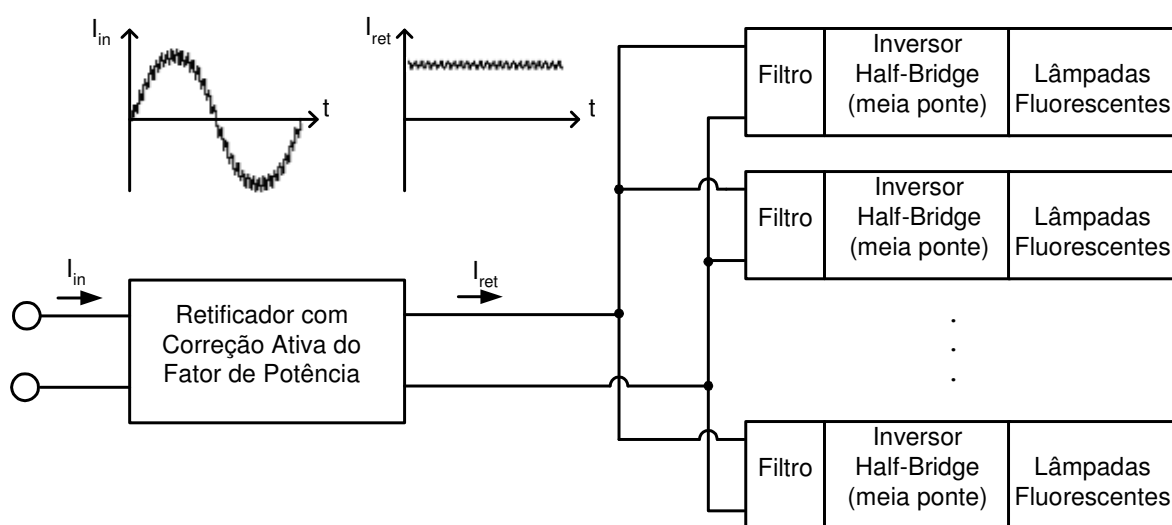 I_in
t
I_ret
t
I_in
Retificador com
Correção Ativa do
Fator de Potência
I_ret
Filtro
Inversor
Half-Bridge
(meia ponte)
Lâmpadas
Fluorescentes
Filtro
Inversor
Half-Bridge
(meia ponte)
Lâmpadas
Fluorescentes
.
.
.
Filtro
Inversor
Half-Bridge
(meia ponte)
Lâmpadas
Fluorescentes